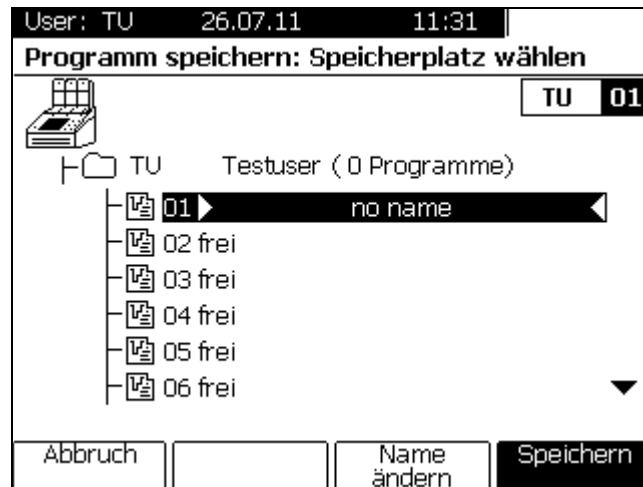 User: TU 26.07.11 11:31
Programm speichern: Speicherplatz wählen
TU 01
TU Testuser ( 0 Programme)
01 no name
02 frei
03 frei
04 frei
05 frei
06 frei
Abbruch Name ändern Speichern